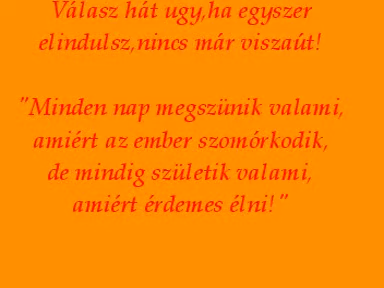 Válasz hát ugy,ha egyszer
elindulsz,nincs már viszaút!
"Minden nap megszünik valami,
amiért az ember szomórkodik,
de mindig születik valami,
amiért érdemes élni!"